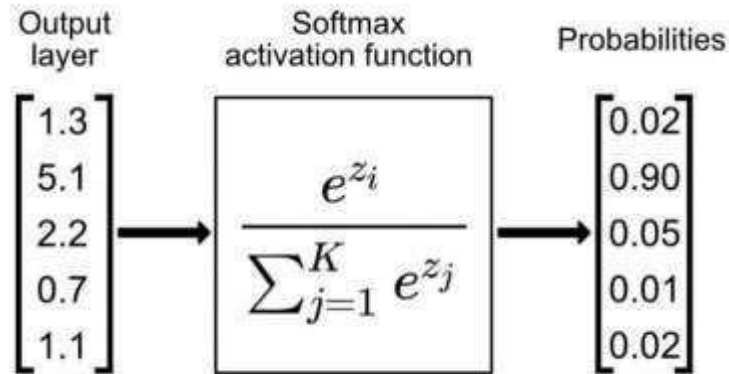 Output
layer
Softmax
activation function
Probabilities
1.3
5.1
2.2
0.7
1.1
e^{z_i}
\sum_{j=1}^{K} e^{z_j}
0.02
0.90
0.05
0.01
0.02